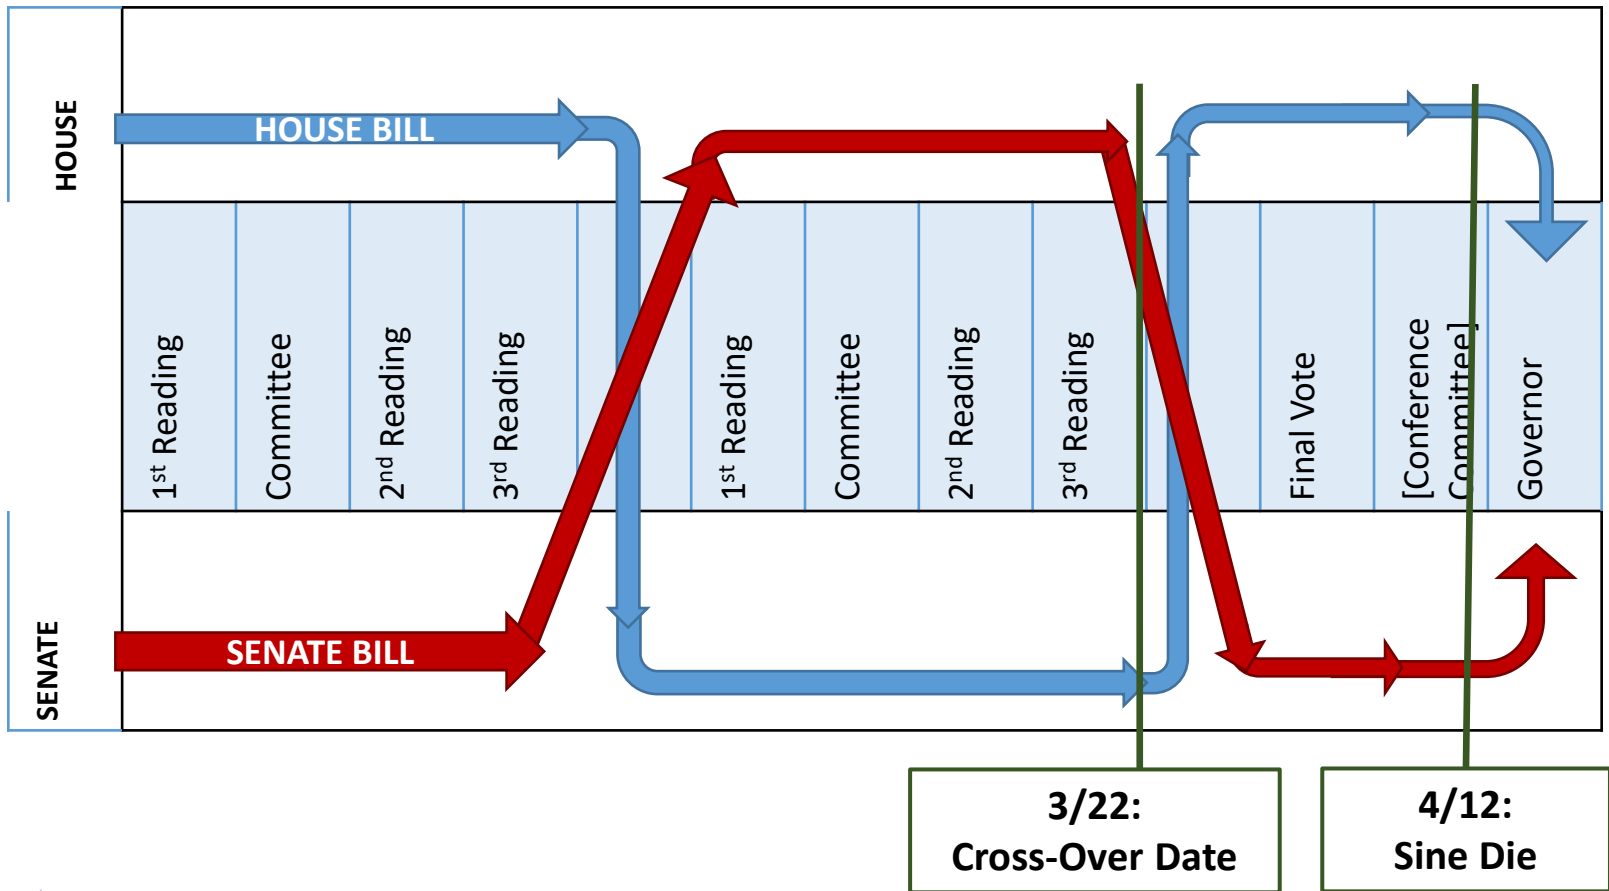 HOUSE
HOUSE BILL
1st Reading
Committee
2nd Reading
3rd Reading
1st Reading
Committee
2nd Reading
3rd Reading
Final Vote
[Conference
Committee]
Governor
SENATE
SENATE BILL
3/22:
Cross-Over Date
4/12:
Sine Die